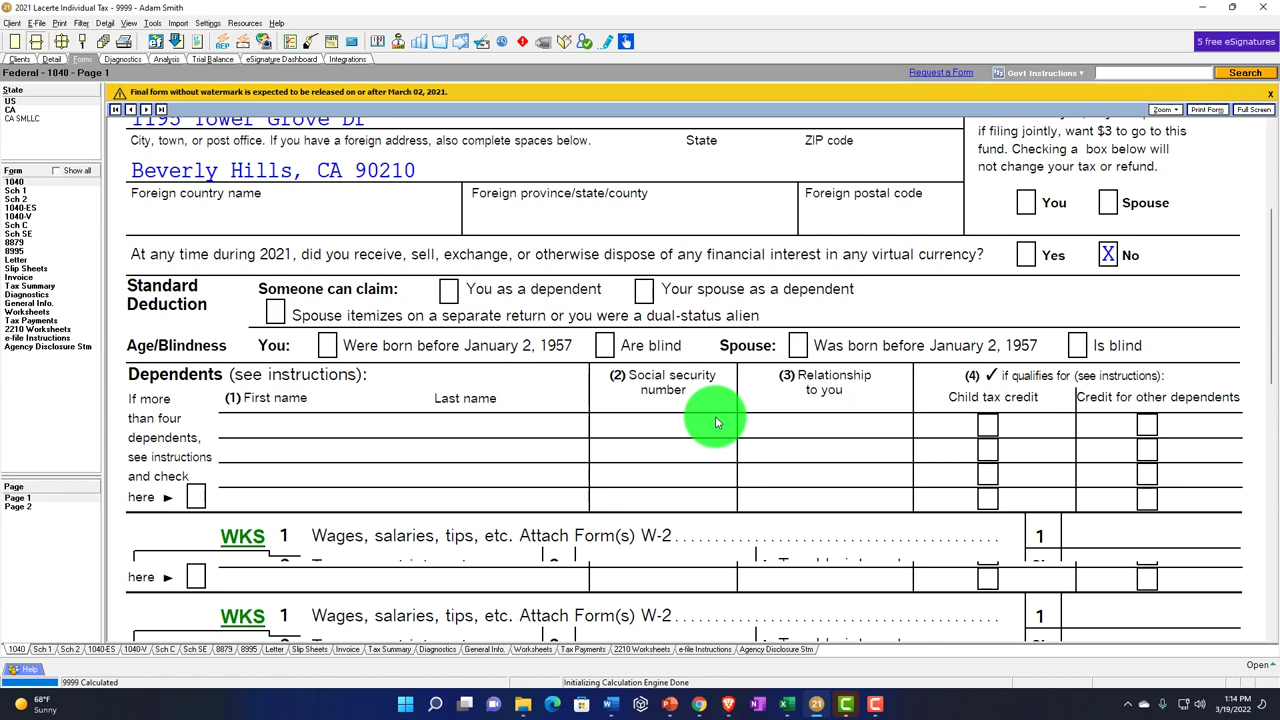 2021 Lacerte Individual Tax - 9999 - Adam Smith
Client E-File Print Filter Detail View Tools Import Settings Resources Help
REP
5 free eSignatures
Clients Detail Forms Diagnostics Analysis Trial Balance eSignature Dashboard Integrations
Federal - 1040 - Page 1
Request a Form
Govt Instructions
Search
State
US
CA
CA SMLLC
Form Show all
1040
Sch 1
Sch 2
1040-ES
1040-V
Sch C
Sch SE
8879
8995
Letter
Slip Sheets
Invoice
Tax Summary
Diagnostics
General Info.
Worksheets
Tax Payments
2210 Worksheets
e-file Instructions
Agency Disclosure Stm
Page
Page 1
Page 2
Final form without watermark is expected to be released on or after March 02, 2021.
X
Zoom Print Form Full Screen
1195 Tower Grove Dr
City, town, or post office. If you have a foreign address, also complete spaces below. State ZIP code
Beverly Hills, CA 90210
Foreign country name Foreign province/state/county Foreign postal code
if filing jointly, want $3 to go to this
fund. Checking a box below will
not change your tax or refund.
You Spouse
At any time during 2021, did you receive, sell, exchange, or otherwise dispose of any financial interest in any virtual currency? Yes X No
Standard
Deduction
Someone can claim: You as a dependent Your spouse as a dependent
Spouse itemizes on a separate return or you were a dual-status alien
Age/Blindness You: Were born before January 2, 1957 Are blind Spouse: Was born before January 2, 1957 Is blind
Dependents (see instructions):
(2) Social security
number
(3) Relationship
to you
(4) ✓ if qualifies for (see instructions):
(1) First name Last name
Child tax credit Credit for other dependents
If more
than four
dependents,
see instructions
and check
here ►
WKS 1 Wages, salaries, tips, etc. Attach Form(s) W-2 1
here ►
WKS 1 Wages, salaries, tips, etc. Attach Form(s) W-2 1
1040 Sch 1 Sch 2 1040-ES 1040-V Sch C Sch SE 8879 8995 Letter Slip Sheets Invoice Tax Summary Diagnostics General Info. Worksheets Tax Payments 2210 Worksheets e-file Instructions Agency Disclosure Stm
Help
Open
9999 Calculated
Initializing Calculation Engine Done
68°F
Sunny
1:14 PM
3/19/2022